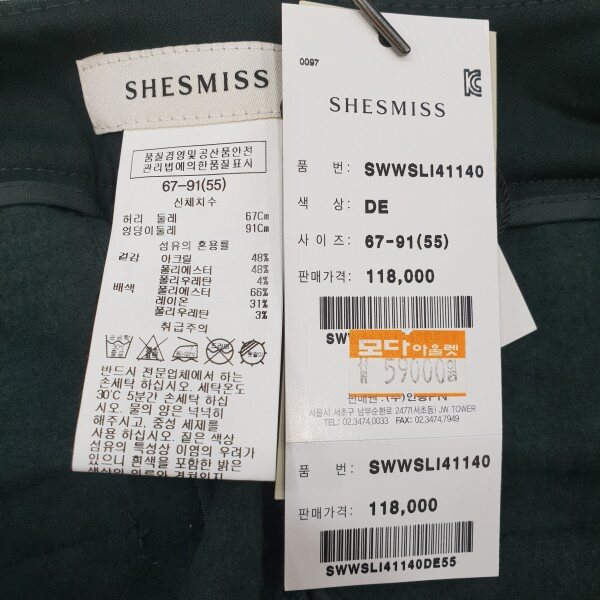 SHESMISS
품질경영및공산품안전
관리법에의한품질표시
67-91(55)
신체치수
허리 둘레 67Cm
엉덩이둘레 91Cm
섬유의 혼용률
겉감 아크릴 48%
폴리에스터 48%
폴리우레탄 4%
배색 폴리에스터 66%
레이온 31%
폴리우레탄 3%
취급주의
반드시 전문업체에서 하는
손세탁 하십시오. 세탁온도
30℃ 5분간 손세탁 하십
시오. 물의 양은 넉넉히
해주시고, 중성 세제를
사용 하십시오. 짙은 색상
섬유의 특성상 이염의 우려가
있으니 흰색을 포함한 밝은
0097
SHESMISS
품 번: SWWSLI41140
색 상: DE
사 이 즈: 67-91(55)
판매가격: 118,000
SW
모다아울렛
₩ 59000원
판매원
서울시 서초구 남부순환로 2477(서초동) JW TOWER
TEL: 02.3474.0033 FAX: 02.3474.7949
품 번: SWWSLI41140
판매가격: 118,000
SWWSLI41140DE55